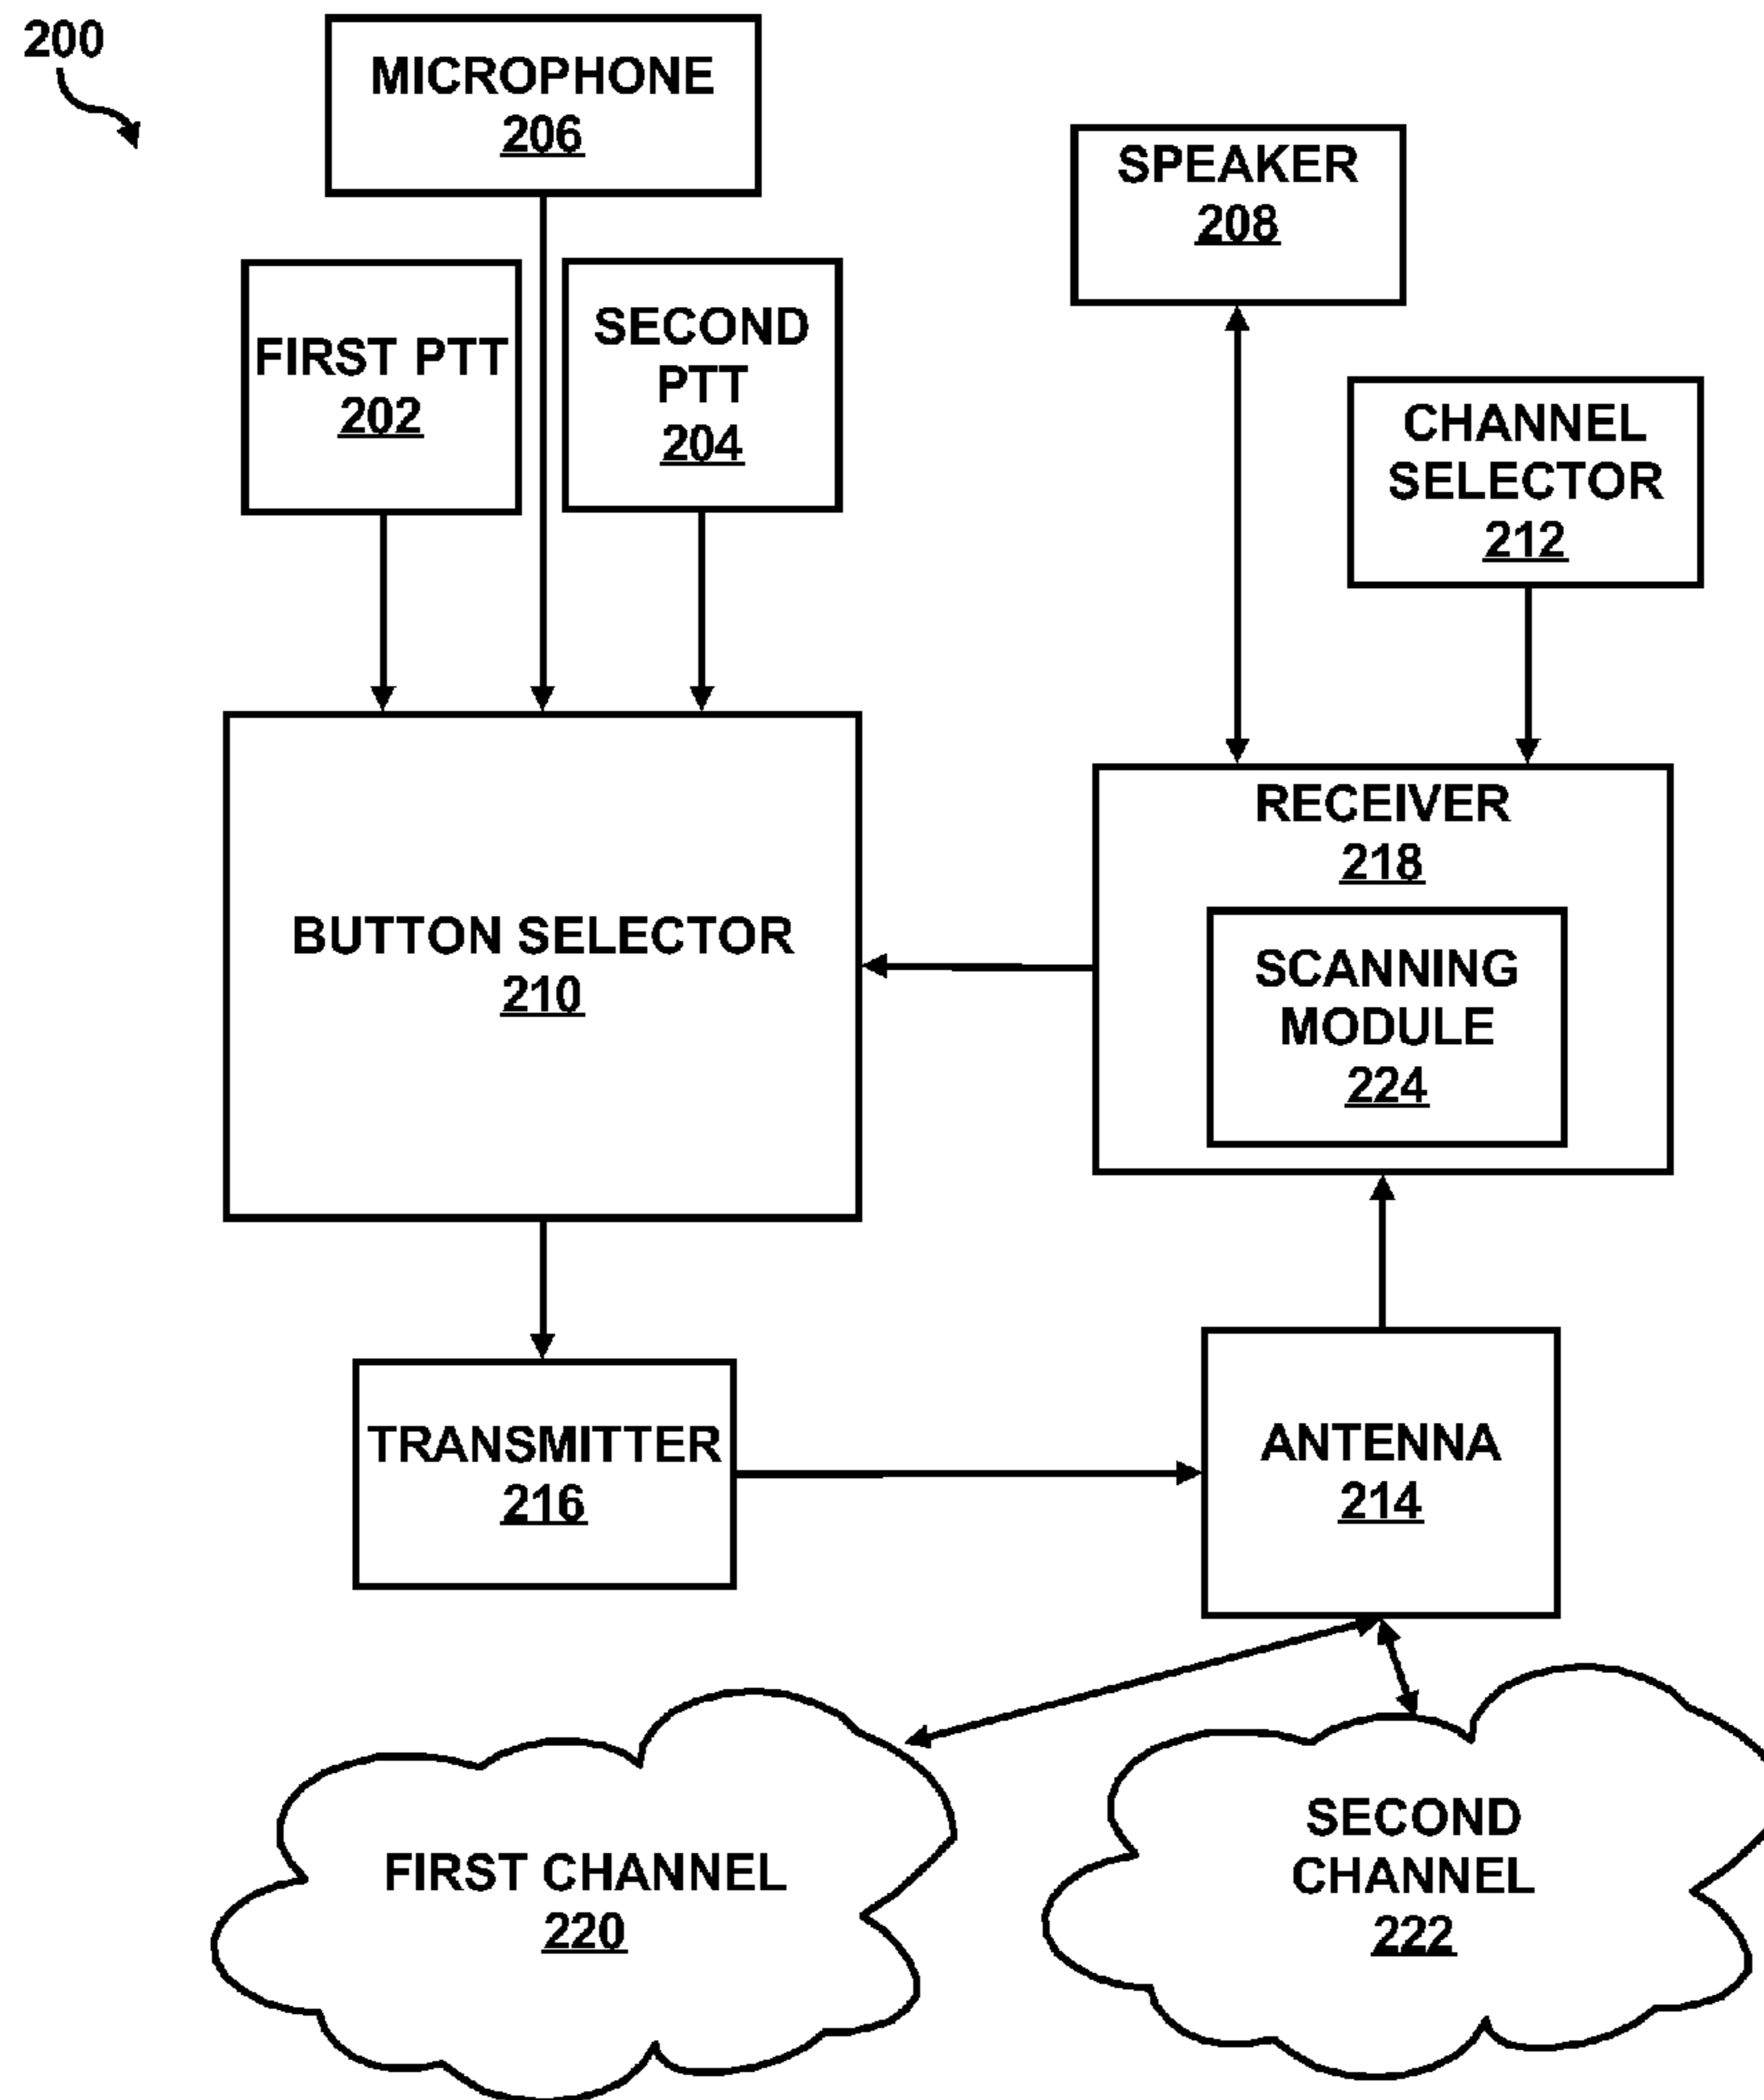 200
MICROPHONE
206
SPEAKER
208
FIRST PTT
202
SECOND
PTT
204
CHANNEL
SELECTOR
212
BUTTON SELECTOR
210
RECEIVER
218
SCANNING
MODULE
224
TRANSMITTER
216
ANTENNA
214
FIRST CHANNEL
220
SECOND
CHANNEL
222